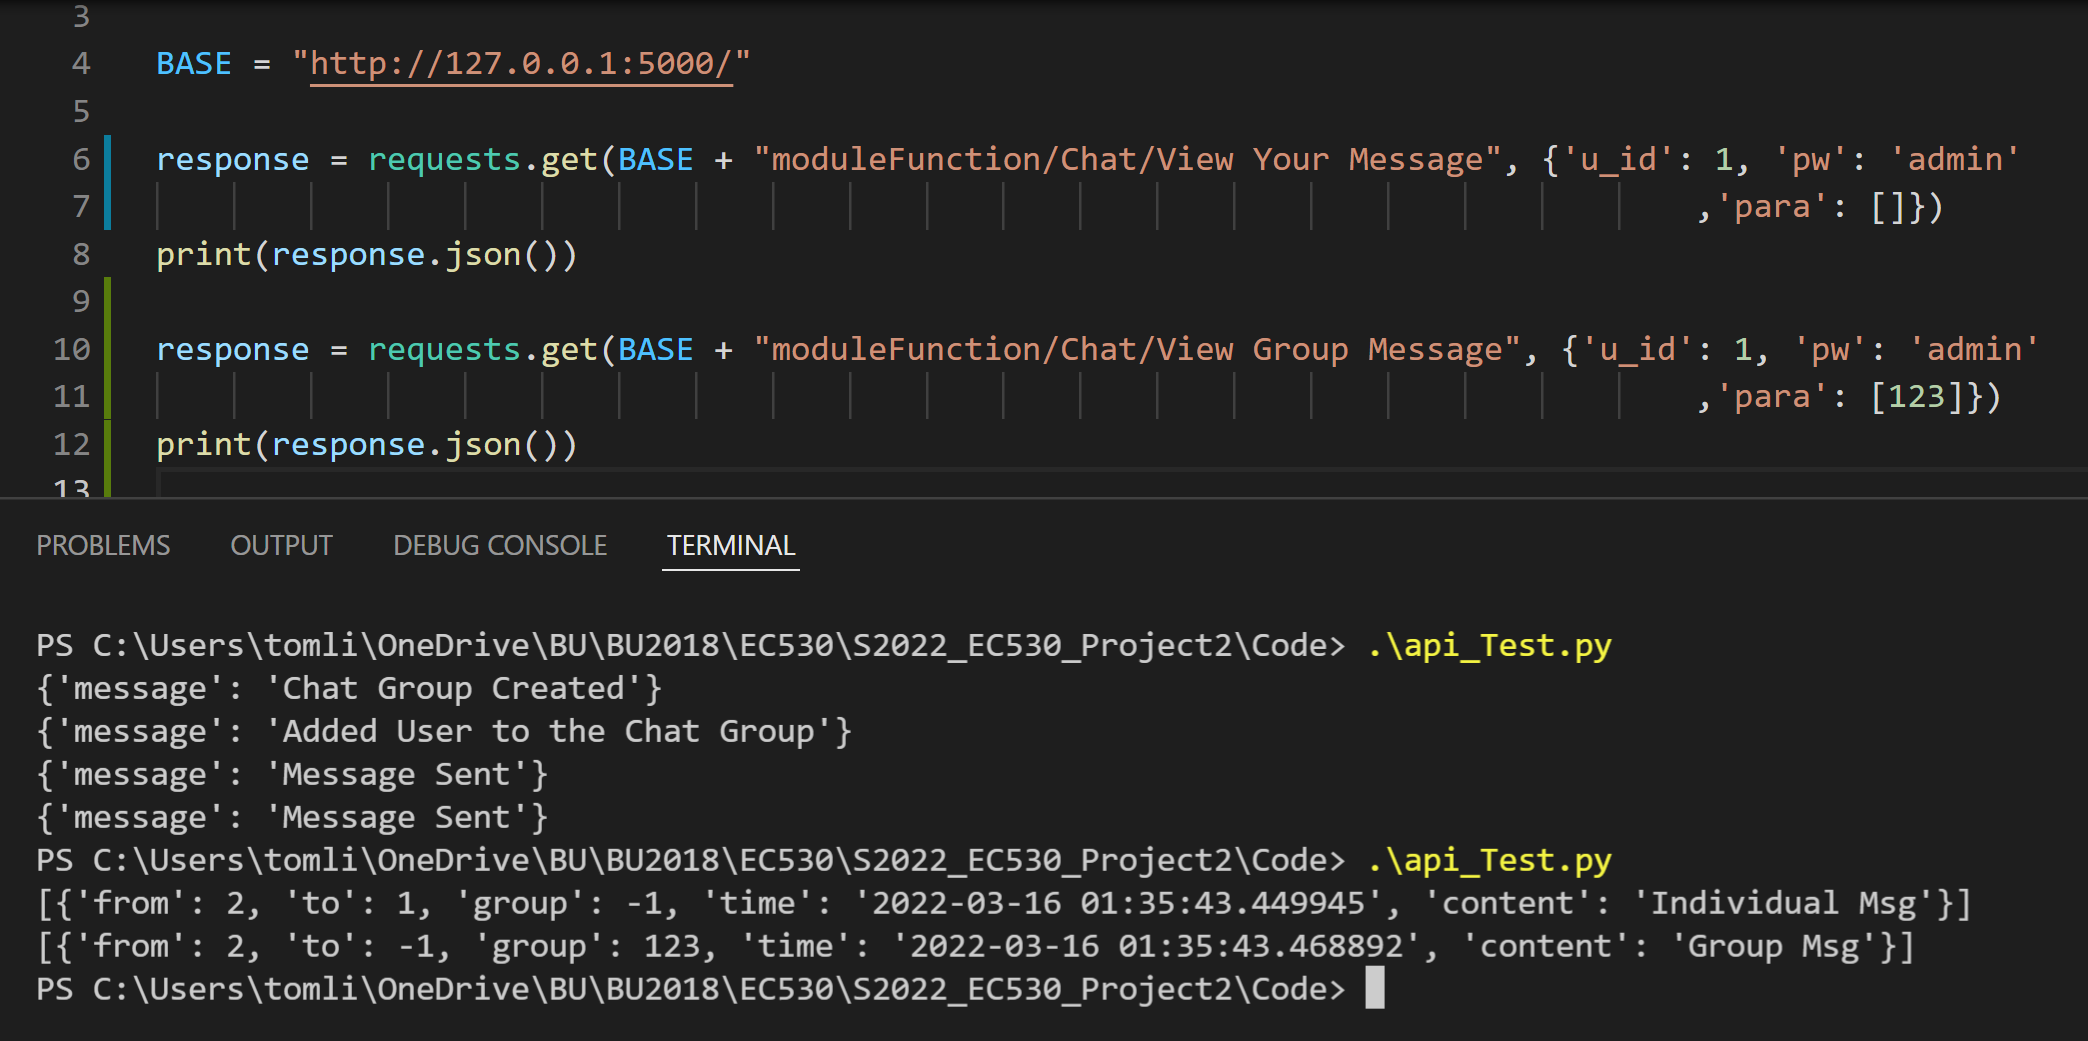 3
4 BASE = "http://127.0.0.1:5000/"
5
6 response = requests.get(BASE + "moduleFunction/Chat/View Your Message", {'u_id': 1, 'pw': 'admin'
7 ,'para': []})
8 print(response.json())
9
10 response = requests.get(BASE + "moduleFunction/Chat/View Group Message", {'u_id': 1, 'pw': 'admin'
11 ,'para': [123]})
12 print(response.json())
13
PROBLEMS OUTPUT DEBUG CONSOLE TERMINAL
PS C:\Users\tomli\OneDrive\BU\BU2018\EC530\S2022_EC530_Project2\Code> .\api_Test.py
{'message': 'Chat Group Created'}
{'message': 'Added User to the Chat Group'}
{'message': 'Message Sent'}
{'message': 'Message Sent'}
PS C:\Users\tomli\OneDrive\BU\BU2018\EC530\S2022_EC530_Project2\Code> .\api_Test.py
[{'from': 2, 'to': 1, 'group': -1, 'time': '2022-03-16 01:35:43.449945', 'content': 'Individual Msg'}]
[{'from': 2, 'to': -1, 'group': 123, 'time': '2022-03-16 01:35:43.468892', 'content': 'Group Msg'}]
PS C:\Users\tomli\OneDrive\BU\BU2018\EC530\S2022_EC530_Project2\Code>